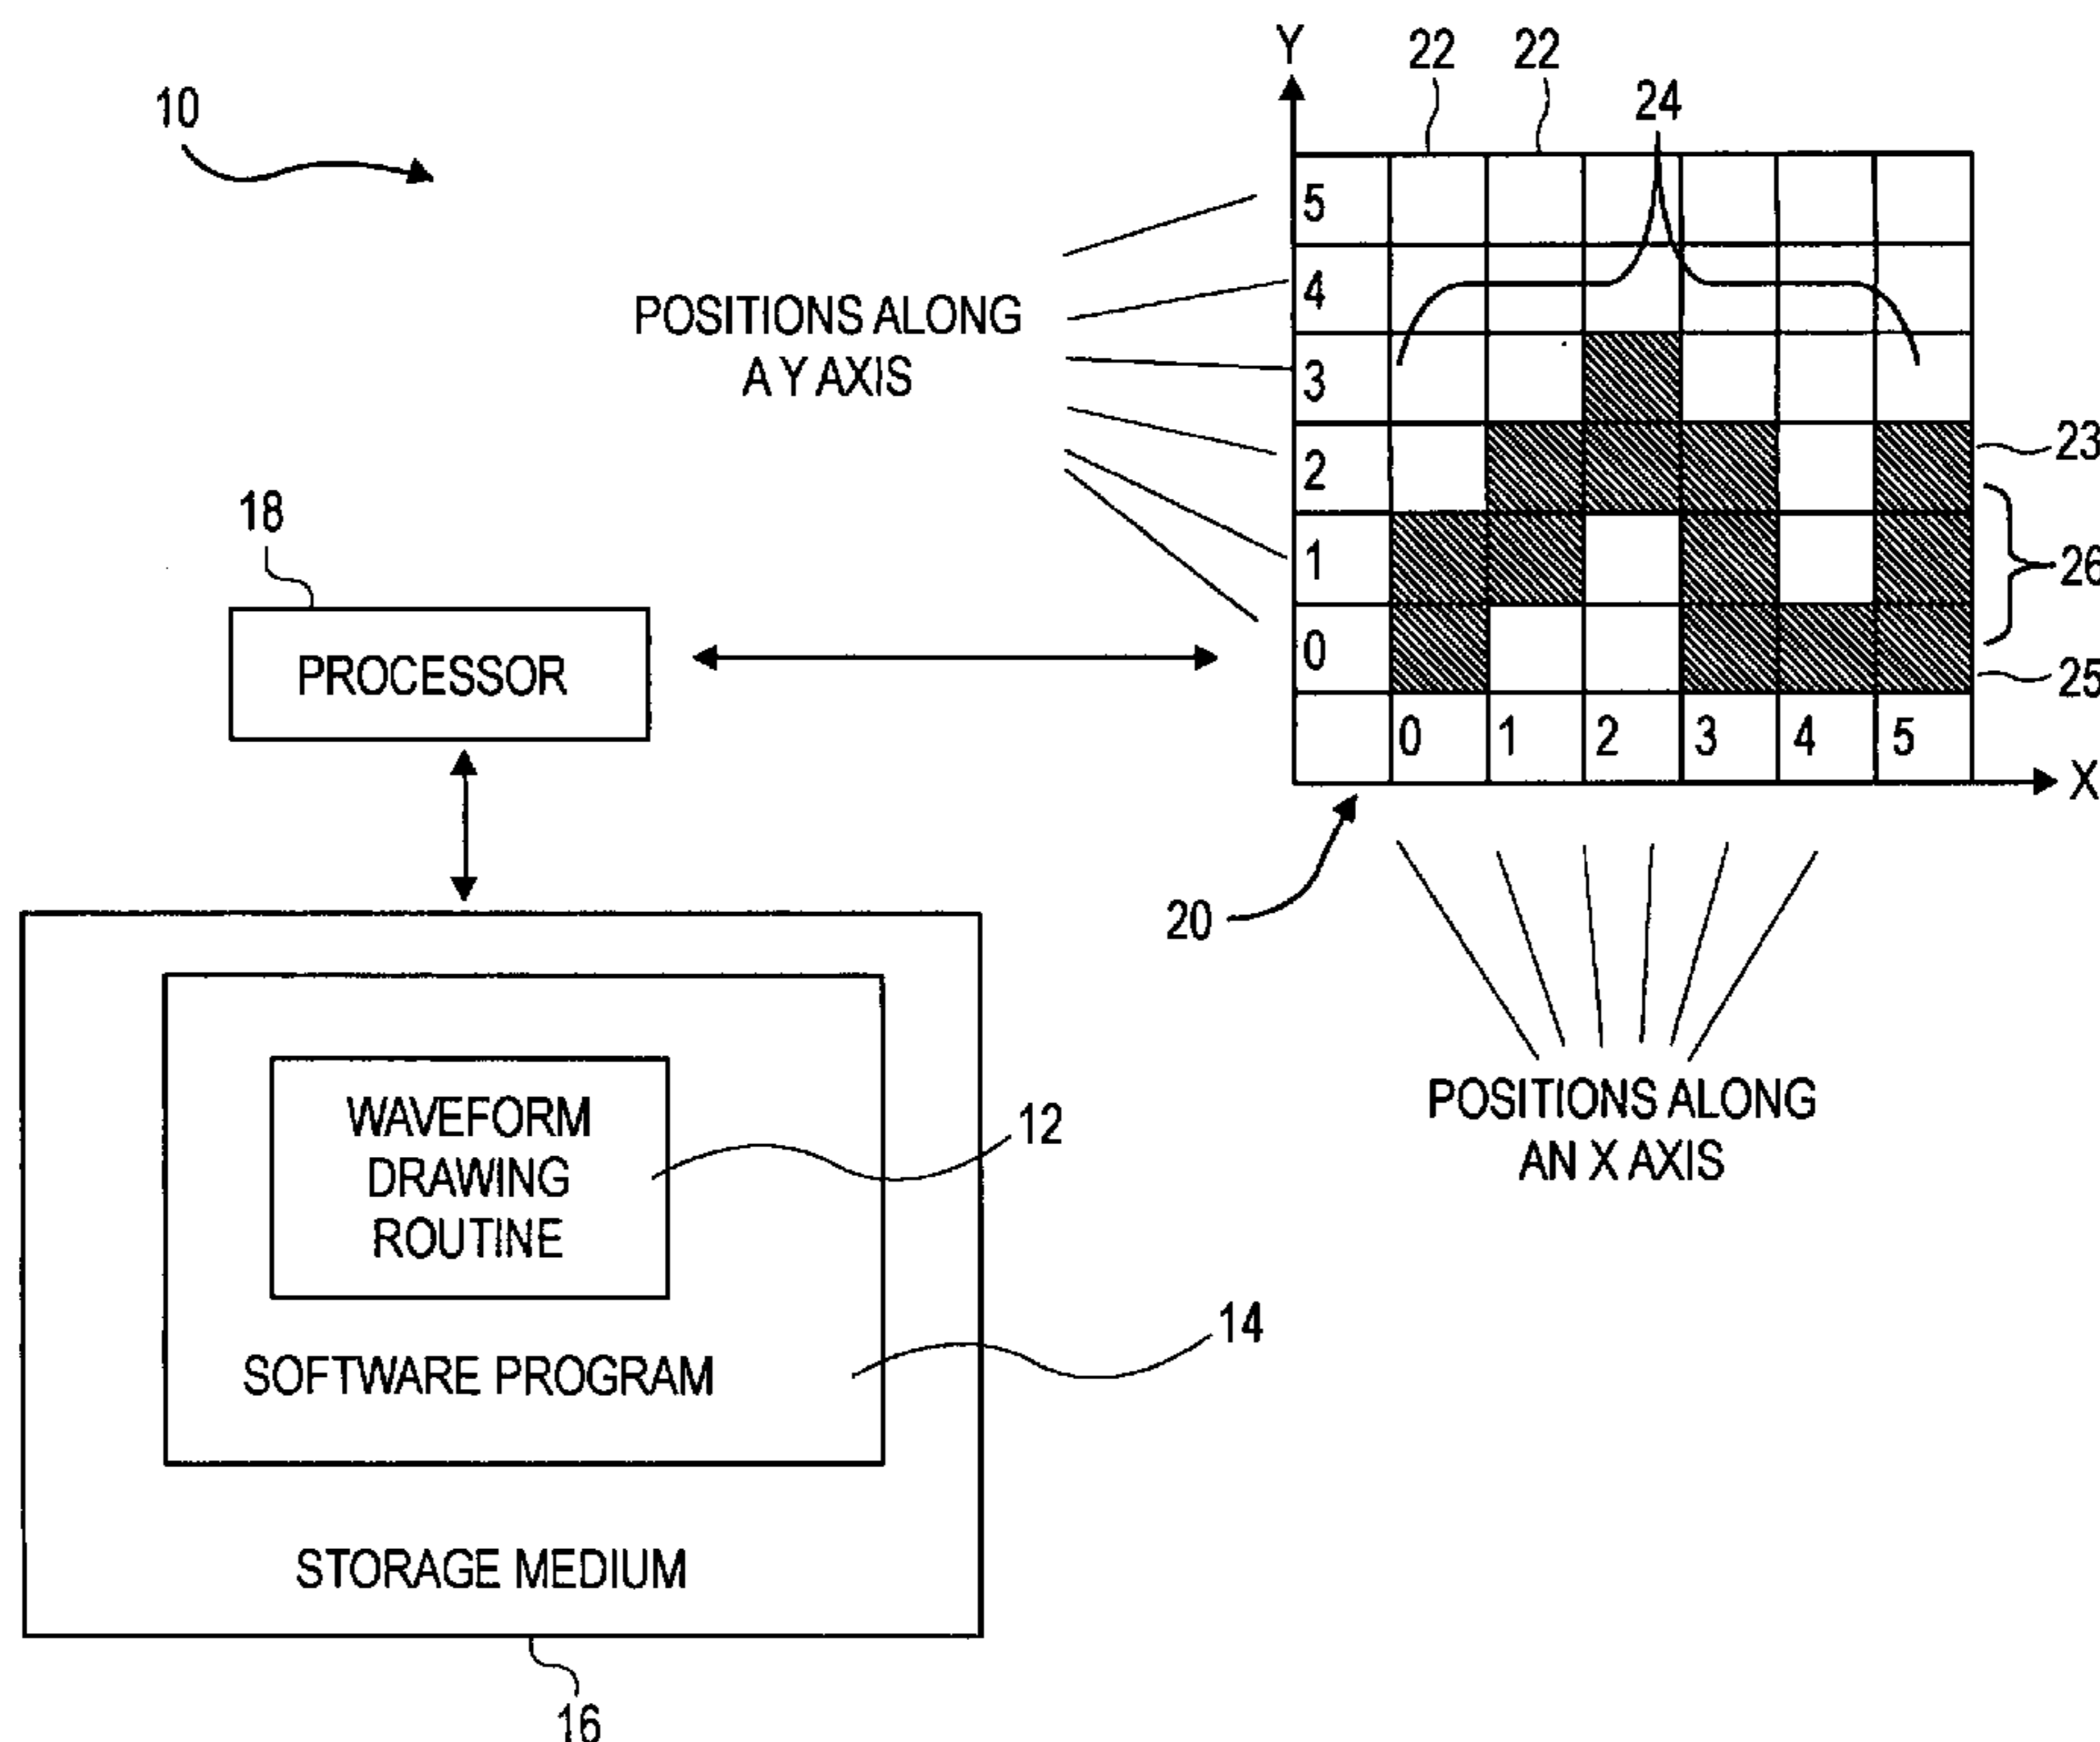 Y
22 22
24
10
5
4
POSITIONS ALONG
A Y AXIS
3
2
23
18
1
26
PROCESSOR
0
25
0 1 2 3 4 5
X
20
POSITIONS ALONG
AN X AXIS
WAVEFORM
DRAWING
ROUTINE
12
14
SOFTWARE PROGRAM
STORAGE MEDIUM
16